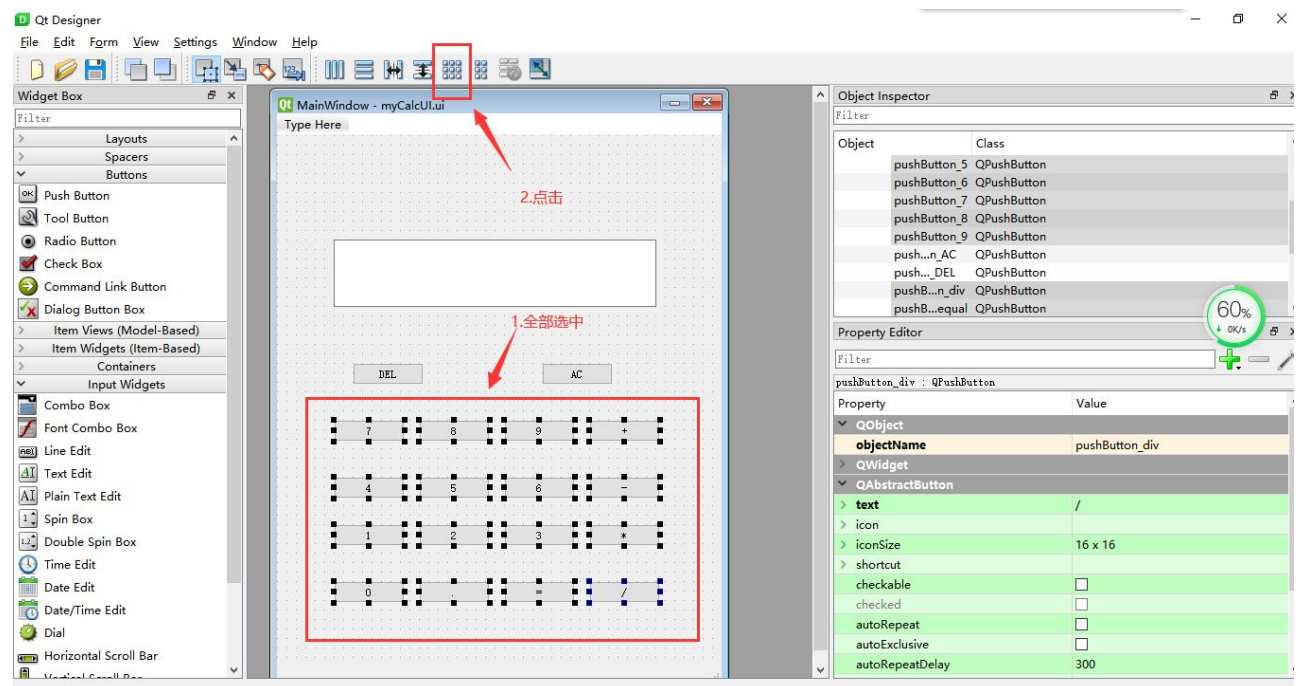 Qt Designer
File Edit Form View Settings Window Help
Widget Box
Filter
Layouts
Spacers
Buttons
Push Button
Tool Button
Radio Button
Check Box
Command Link Button
Dialog Button Box
Item Views (Model-Based)
Item Widgets (Item-Based)
Containers
Input Widgets
Combo Box
Font Combo Box
Line Edit
Text Edit
Plain Text Edit
Spin Box
Double Spin Box
Time Edit
Date Edit
Date/Time Edit
Dial
Horizontal Scroll Bar
Vertical Scroll Bar
MainWindow - myCalcUI.ui
Type Here
2.点击
1.全部选中
DEL AC
7 8 9 +
4 5 6 -
1 2 3 *
0 . = /
Object Inspector
Filter
Object Class
pushButton_5 QPushButton
pushButton_6 QPushButton
pushButton_7 QPushButton
pushButton_8 QPushButton
pushButton_9 QPushButton
push...n_AC QPushButton
push..._DEL QPushButton
pushB...n_div QPushButton
pushB...equal QPushButton
60%
↓ 0K/s
Property Editor
Filter
pushButton_div : QPushButton
Property Value
QObject
objectName pushButton_div
QWidget
QAbstractButton
text /
icon
iconSize 16 x 16
shortcut
checkable
checked
autoRepeat
autoExclusive
autoRepeatDelay 300